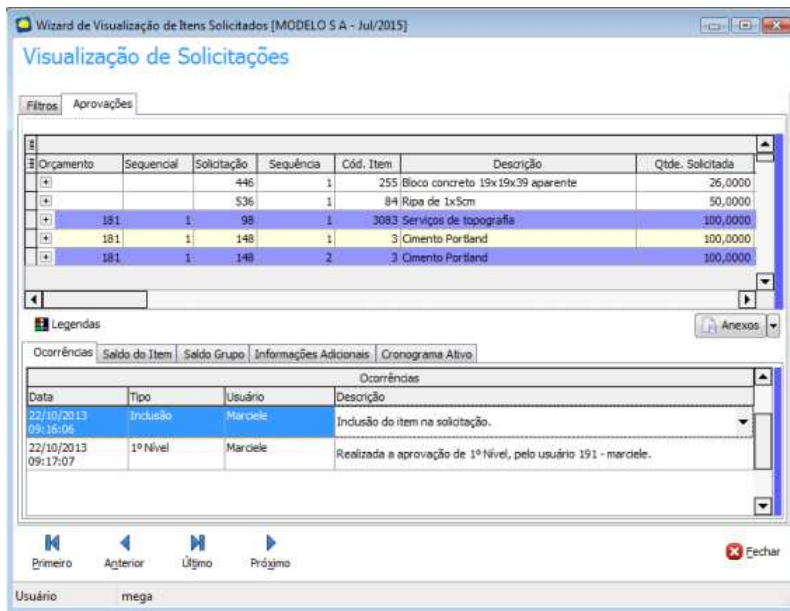 Wizard de Visualização de Itens Solicitados [MODELO S A - Jul/2015]
Visualização de Solicitações
Filtros Aprovações
Orçamento Sequencial Solicitação Sequência Cód. Item Descrição Qtde. Solicitada
446 1 255 Bloco concreto 19x19x39 aparente 26,0000
536 1 84 Ripa de 1x5cm 50,0000
181 1 98 1 3083 Serviços de topografia 100,0000
181 1 148 1 3 Cimento Portland 100,0000
181 1 148 2 3 Cimento Portland 100,0000
Legendas Anexos
Ocorrências Saldo do Item Saldo Grupo Informações Adicionais Cronograma Ativo
Ocorrências
Data Tipo Usuário Descrição
22/10/2013 09:16:06 Inclusão Marciele Inclusão do item na solicitação.
22/10/2013 09:17:07 1º Nível Marciele Realizada a aprovação de 1º Nível, pelo usuário 191 - marciele.
Primeiro Anterior Último Próximo Fechar
Usuário mega